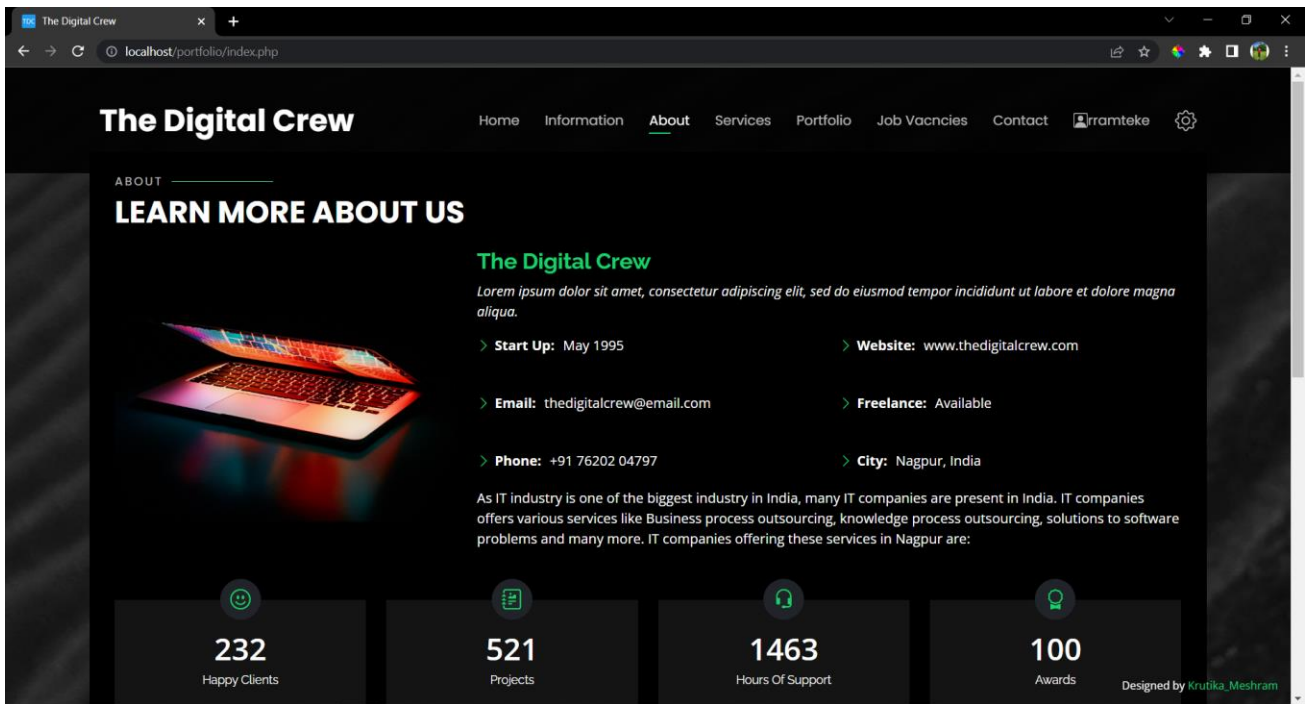 TDC The Digital Crew
localhost/portfolio/index.php
The Digital Crew
Home Information About Services Portfolio Job Vacncies Contact rramteke
ABOUT
LEARN MORE ABOUT US
The Digital Crew
Lorem ipsum dolor sit amet, consectetur adipiscing elit, sed do eiusmod tempor incididunt ut labore et dolore magna
aliqua.
Start Up: May 1995 Website: www.thedigitalcrew.com
Email: thedigitalcrew@email.com Freelance: Available
Phone: +91 76202 04797 City: Nagpur, India
As IT industry is one of the biggest industry in India, many IT companies are present in India. IT companies
offers various services like Business process outsourcing, knowledge process outsourcing, solutions to software
problems and many more. IT companies offering these services in Nagpur are:
232 521 1463 100
Happy Clients Projects Hours Of Support Awards
Designed by Krutika_Meshram